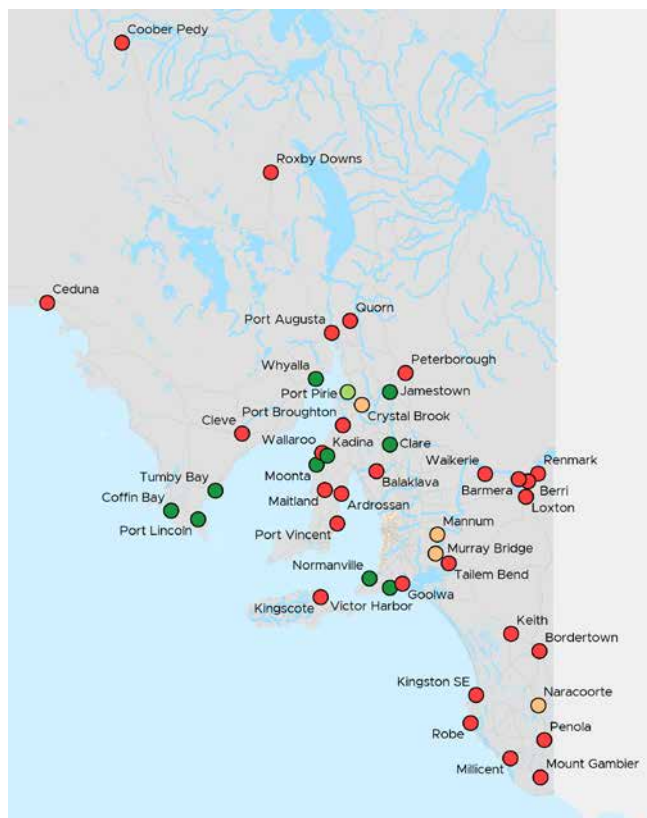 Coober Pedy
Roxby Downs
Ceduna
Quorn
Port Augusta
Peterborough
Whyalla
Port Pirie
Jamestown
Crystal Brook
Port Broughton
Cleve
Wallaroo
Kadina
Clare
Moonta
Balaklava
Waikerie
Renmark
Barmera
Berri
Loxton
Tumby Bay
Coffin Bay
Port Lincoln
Maitland
Ardrossan
Port Vincent
Mannum
Murray Bridge
Tailem Bend
Normanville
Goolwa
Kingscote
Victor Harbor
Keith
Bordertown
Kingston SE
Naracoorte
Robe
Penola
Millicent
Mount Gambier